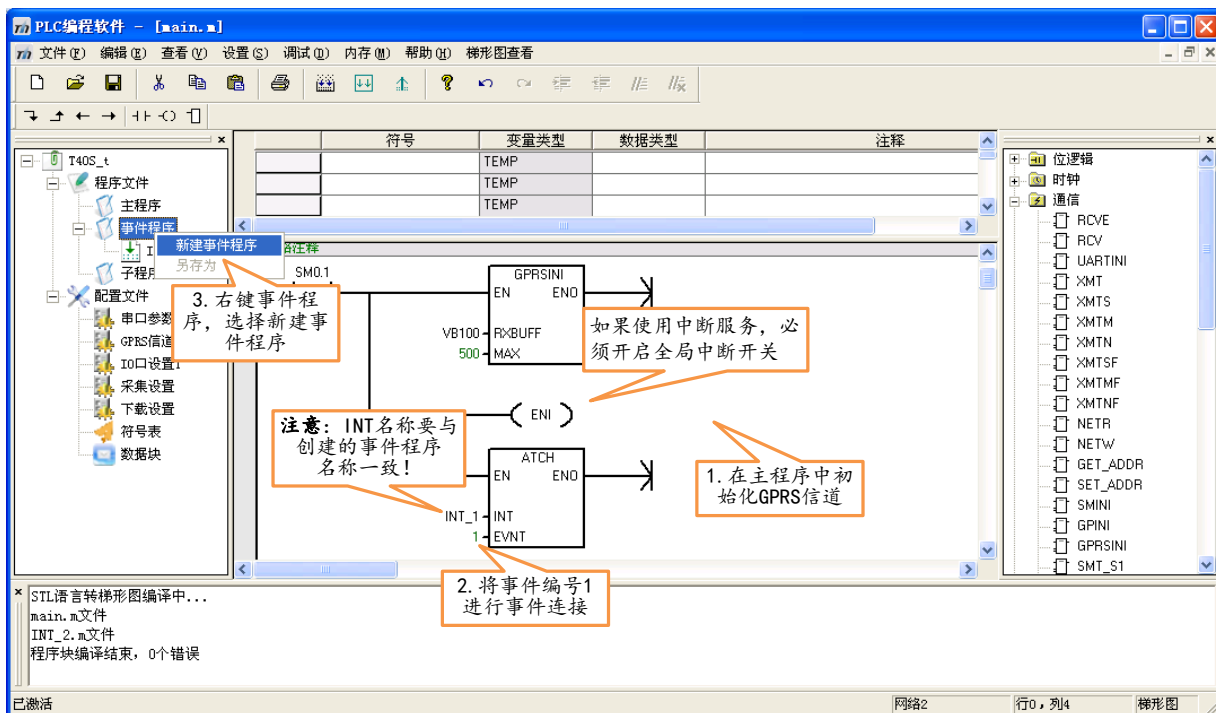 PLC编程软件 - [main.m]
文件(F) 编辑(E) 查看(V) 设置(S) 调试(D) 内存(M) 帮助(H) 梯形图查看
符号 变量类型 数据类型 注释
TEMP
TEMP
TEMP
T40S_t
程序文件
主程序
事件程序
新建事件程序
另存为
子程序
配置文件
串口参数
GPRS信道
IO口设置1
采集设置
下载设置
符号表
数据块
3.右键事件程
序，选择新建事
件程序
SM0.1
GPRSINI
EN ENO
VB100 RXBUFF
500 MAX
如果使用中断服务，必
须开启全局中断开关
ENI
注意：INT名称要与
创建的事件程序
名称一致！
ATCH
EN ENO
INT_1 INT
1 EVNT
1.在主程序中初
始化GPRS信道
2.将事件编号1
进行事件连接
位逻辑
时钟
通信
RCVE
RCV
UARTINI
XMT
XMTS
XMTM
XMTN
XMTSF
XMTMF
XMTNF
NETR
NETW
GET_ADDR
SET_ADDR
SMINI
GPINI
GPRSINI
SMT_S1
STL语言转梯形图编译中...
main.m文件
INT_2.m文件
程序块编译结束，0个错误
已激活 网络2 行0，列4 梯形图